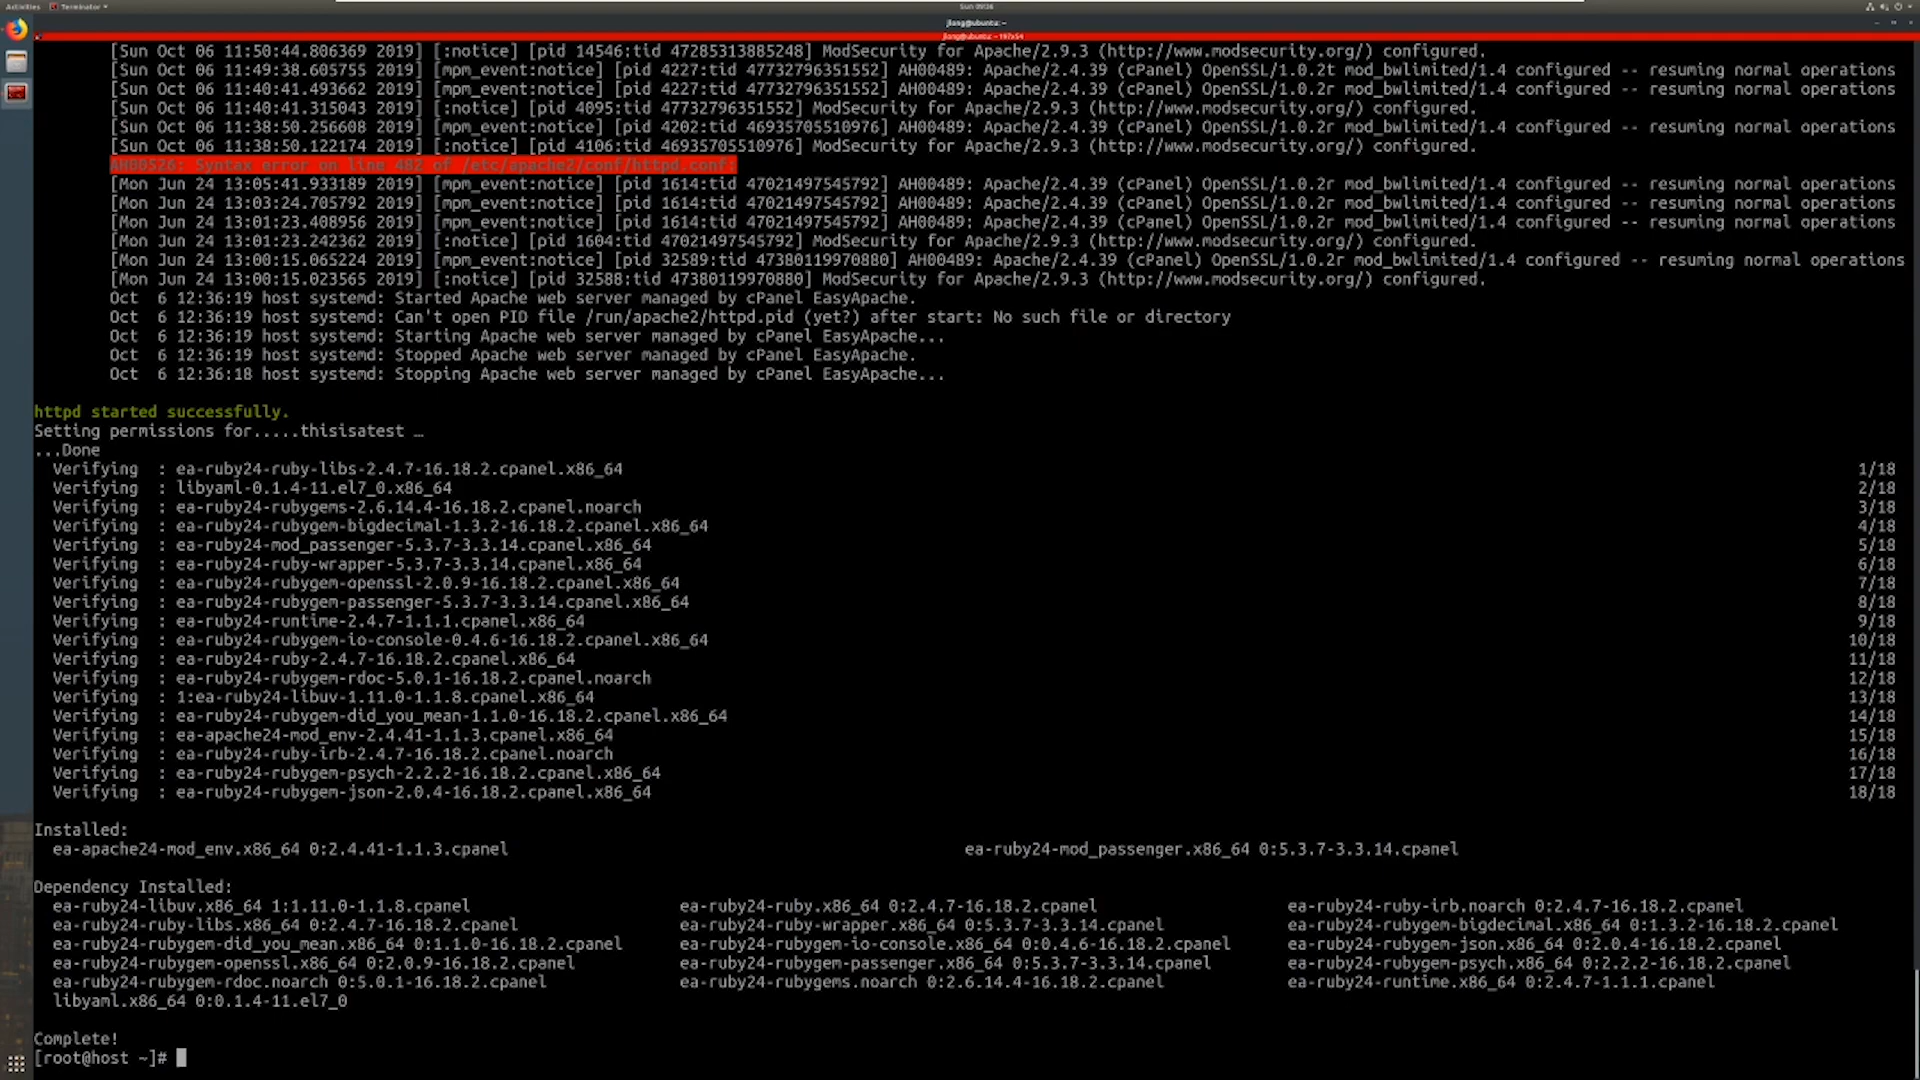 Activities Terminator ▾ Sun 09:36
jlong@ubuntu: ~
jlong@ubuntu: ~ 197x54
[Sun Oct 06 11:50:44.806369 2019] [:notice] [pid 14546:tid 47285313885248] ModSecurity for Apache/2.9.3 (http://www.modsecurity.org/) configured.
[Sun Oct 06 11:49:38.605755 2019] [mpm_event:notice] [pid 4227:tid 47732796351552] AH00489: Apache/2.4.39 (cPanel) OpenSSL/1.0.2t mod_bwlimited/1.4 configured -- resuming normal operations
[Sun Oct 06 11:40:41.493662 2019] [mpm_event:notice] [pid 4227:tid 47732796351552] AH00489: Apache/2.4.39 (cPanel) OpenSSL/1.0.2r mod_bwlimited/1.4 configured -- resuming normal operations
[Sun Oct 06 11:40:41.315043 2019] [:notice] [pid 4095:tid 47732796351552] ModSecurity for Apache/2.9.3 (http://www.modsecurity.org/) configured.
[Sun Oct 06 11:38:50.256608 2019] [mpm_event:notice] [pid 4202:tid 46935705510976] AH00489: Apache/2.4.39 (cPanel) OpenSSL/1.0.2r mod_bwlimited/1.4 configured -- resuming normal operations
[Sun Oct 06 11:38:50.122174 2019] [:notice] [pid 4106:tid 46935705510976] ModSecurity for Apache/2.9.3 (http://www.modsecurity.org/) configured.
AH00526: Syntax error on line 482 of /etc/apache2/conf/httpd.conf:
[Mon Jun 24 13:05:41.933189 2019] [mpm_event:notice] [pid 1614:tid 47021497545792] AH00489: Apache/2.4.39 (cPanel) OpenSSL/1.0.2r mod_bwlimited/1.4 configured -- resuming normal operations
[Mon Jun 24 13:03:24.705792 2019] [mpm_event:notice] [pid 1614:tid 47021497545792] AH00489: Apache/2.4.39 (cPanel) OpenSSL/1.0.2r mod_bwlimited/1.4 configured -- resuming normal operations
[Mon Jun 24 13:01:23.408956 2019] [mpm_event:notice] [pid 1614:tid 47021497545792] AH00489: Apache/2.4.39 (cPanel) OpenSSL/1.0.2r mod_bwlimited/1.4 configured -- resuming normal operations
[Mon Jun 24 13:01:23.242362 2019] [:notice] [pid 1604:tid 47021497545792] ModSecurity for Apache/2.9.3 (http://www.modsecurity.org/) configured.
[Mon Jun 24 13:00:15.065224 2019] [mpm_event:notice] [pid 32589:tid 47380119970880] AH00489: Apache/2.4.39 (cPanel) OpenSSL/1.0.2r mod_bwlimited/1.4 configured -- resuming normal operations
[Mon Jun 24 13:00:15.023565 2019] [:notice] [pid 32588:tid 47380119970880] ModSecurity for Apache/2.9.3 (http://www.modsecurity.org/) configured.
Oct  6 12:36:19 host systemd: Started Apache web server managed by cPanel EasyApache.
Oct  6 12:36:19 host systemd: Can't open PID file /run/apache2/httpd.pid (yet?) after start: No such file or directory
Oct  6 12:36:19 host systemd: Starting Apache web server managed by cPanel EasyApache...
Oct  6 12:36:19 host systemd: Stopped Apache web server managed by cPanel EasyApache.
Oct  6 12:36:18 host systemd: Stopping Apache web server managed by cPanel EasyApache...
httpd started successfully.
Setting permissions for.....thisisatest …
...Done
Verifying  : ea-ruby24-ruby-libs-2.4.7-16.18.2.cpanel.x86_64 1/18
Verifying  : libyaml-0.1.4-11.el7_0.x86_64 2/18
Verifying  : ea-ruby24-rubygems-2.6.14.4-16.18.2.cpanel.noarch 3/18
Verifying  : ea-ruby24-rubygem-bigdecimal-1.3.2-16.18.2.cpanel.x86_64 4/18
Verifying  : ea-ruby24-mod_passenger-5.3.7-3.3.14.cpanel.x86_64 5/18
Verifying  : ea-ruby24-ruby-wrapper-5.3.7-3.3.14.cpanel.x86_64 6/18
Verifying  : ea-ruby24-rubygem-openssl-2.0.9-16.18.2.cpanel.x86_64 7/18
Verifying  : ea-ruby24-rubygem-passenger-5.3.7-3.3.14.cpanel.x86_64 8/18
Verifying  : ea-ruby24-runtime-2.4.7-1.1.1.cpanel.x86_64 9/18
Verifying  : ea-ruby24-rubygem-io-console-0.4.6-16.18.2.cpanel.x86_64 10/18
Verifying  : ea-ruby24-ruby-2.4.7-16.18.2.cpanel.x86_64 11/18
Verifying  : ea-ruby24-rubygem-rdoc-5.0.1-16.18.2.cpanel.noarch 12/18
Verifying  : 1:ea-ruby24-libuv-1.11.0-1.1.8.cpanel.x86_64 13/18
Verifying  : ea-ruby24-rubygem-did_you_mean-1.1.0-16.18.2.cpanel.x86_64 14/18
Verifying  : ea-apache24-mod_env-2.4.41-1.1.3.cpanel.x86_64 15/18
Verifying  : ea-ruby24-ruby-irb-2.4.7-16.18.2.cpanel.noarch 16/18
Verifying  : ea-ruby24-rubygem-psych-2.2.2-16.18.2.cpanel.x86_64 17/18
Verifying  : ea-ruby24-rubygem-json-2.0.4-16.18.2.cpanel.x86_64 18/18
Installed:
ea-apache24-mod_env.x86_64 0:2.4.41-1.1.3.cpanel ea-ruby24-mod_passenger.x86_64 0:5.3.7-3.3.14.cpanel
Dependency Installed:
ea-ruby24-libuv.x86_64 1:1.11.0-1.1.8.cpanel ea-ruby24-ruby.x86_64 0:2.4.7-16.18.2.cpanel ea-ruby24-ruby-irb.noarch 0:2.4.7-16.18.2.cpanel
ea-ruby24-ruby-libs.x86_64 0:2.4.7-16.18.2.cpanel ea-ruby24-ruby-wrapper.x86_64 0:5.3.7-3.3.14.cpanel ea-ruby24-rubygem-bigdecimal.x86_64 0:1.3.2-16.18.2.cpanel
ea-ruby24-rubygem-did_you_mean.x86_64 0:1.1.0-16.18.2.cpanel ea-ruby24-rubygem-io-console.x86_64 0:0.4.6-16.18.2.cpanel ea-ruby24-rubygem-json.x86_64 0:2.0.4-16.18.2.cpanel
ea-ruby24-rubygem-openssl.x86_64 0:2.0.9-16.18.2.cpanel ea-ruby24-rubygem-passenger.x86_64 0:5.3.7-3.3.14.cpanel ea-ruby24-rubygem-psych.x86_64 0:2.2.2-16.18.2.cpanel
ea-ruby24-rubygem-rdoc.noarch 0:5.0.1-16.18.2.cpanel ea-ruby24-rubygems.noarch 0:2.6.14.4-16.18.2.cpanel ea-ruby24-runtime.x86_64 0:2.4.7-1.1.1.cpanel
libyaml.x86_64 0:0.1.4-11.el7_0
Complete!
[root@host ~]#